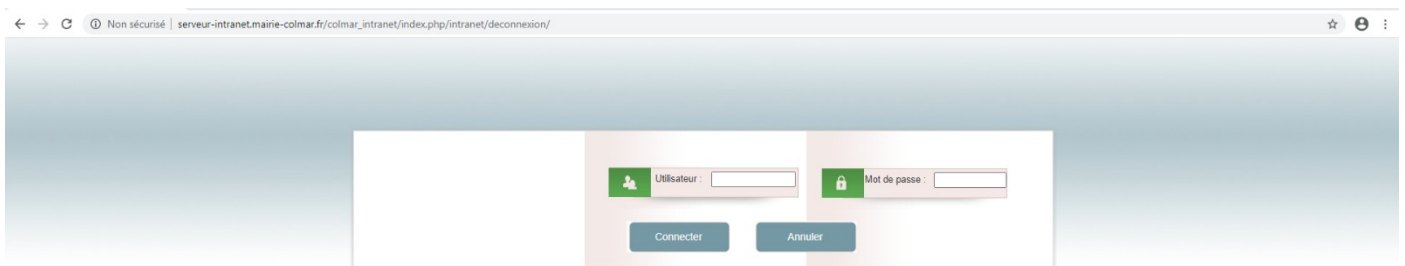 Non sécurisé | serveur-intranet.mairie-colmar.fr/colmar_intranet/index.php/intranet/deconnexion/
Utilisateur : Mot de passe :
Connecter Annuler